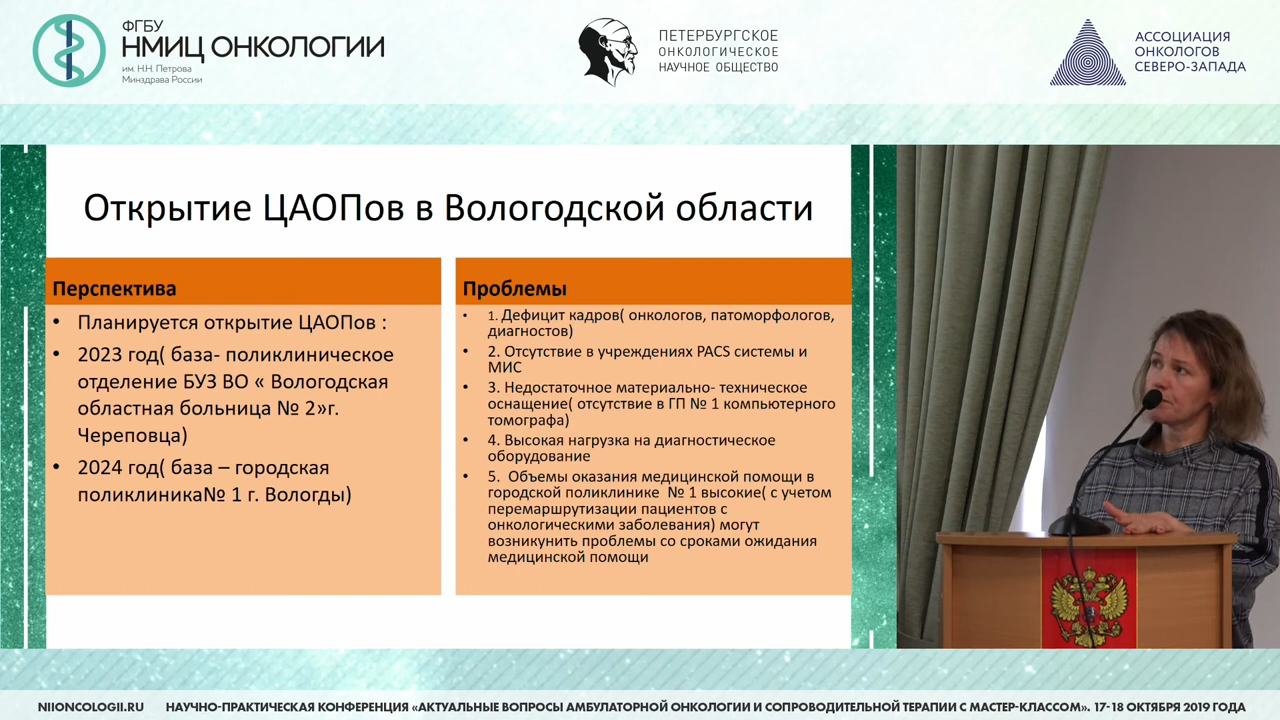 ФГБУ
НМИЦ ОНКОЛОГИИ
им. Н.Н. Петрова
Минздрава России
ПЕТЕРБУРГСКОЕ
ОНКОЛОГИЧЕСКОЕ
НАУЧНОЕ ОБЩЕСТВО
АССОЦИАЦИЯ
ОНКОЛОГОВ
СЕВЕРО-ЗАПАДА
Открытие ЦАОПов в Вологодской области
Перспектива
• Планируется открытие ЦАОПов :
• 2023 год( база- поликлиническое
отделение БУЗ ВО « Вологодская
областная больница № 2»г.
Череповца)
• 2024 год( база – городская
поликлиника№ 1 г. Вологды)
Проблемы
• 1. Дефицит кадров( онкологов, патоморфологов,
диагностов)
• 2. Отсутствие в учреждениях PACS системы и
МИС
• 3. Недостаточное материально- техническое
оснащение( отсутствие в ГП № 1 компьютерного
томографа)
• 4. Высокая нагрузка на диагностическое
оборудование
• 5. Объемы оказания медицинской помощи в
городской поликлинике № 1 высокие( с учетом
перемаршрутизации пациентов с
онкологическими заболевания) могут
возникунить проблемы со сроками ожидания
медицинской помощи
NIIONCOLOGII.RU НАУЧНО-ПРАКТИЧЕСКАЯ КОНФЕРЕНЦИЯ «АКТУАЛЬНЫЕ ВОПРОСЫ АМБУЛАТОРНОЙ ОНКОЛОГИИ И СОПРОВОДИТЕЛЬНОЙ ТЕРАПИИ С МАСТЕР-КЛАССОМ». 17-18 ОКТЯБРЯ 2019 ГОДА